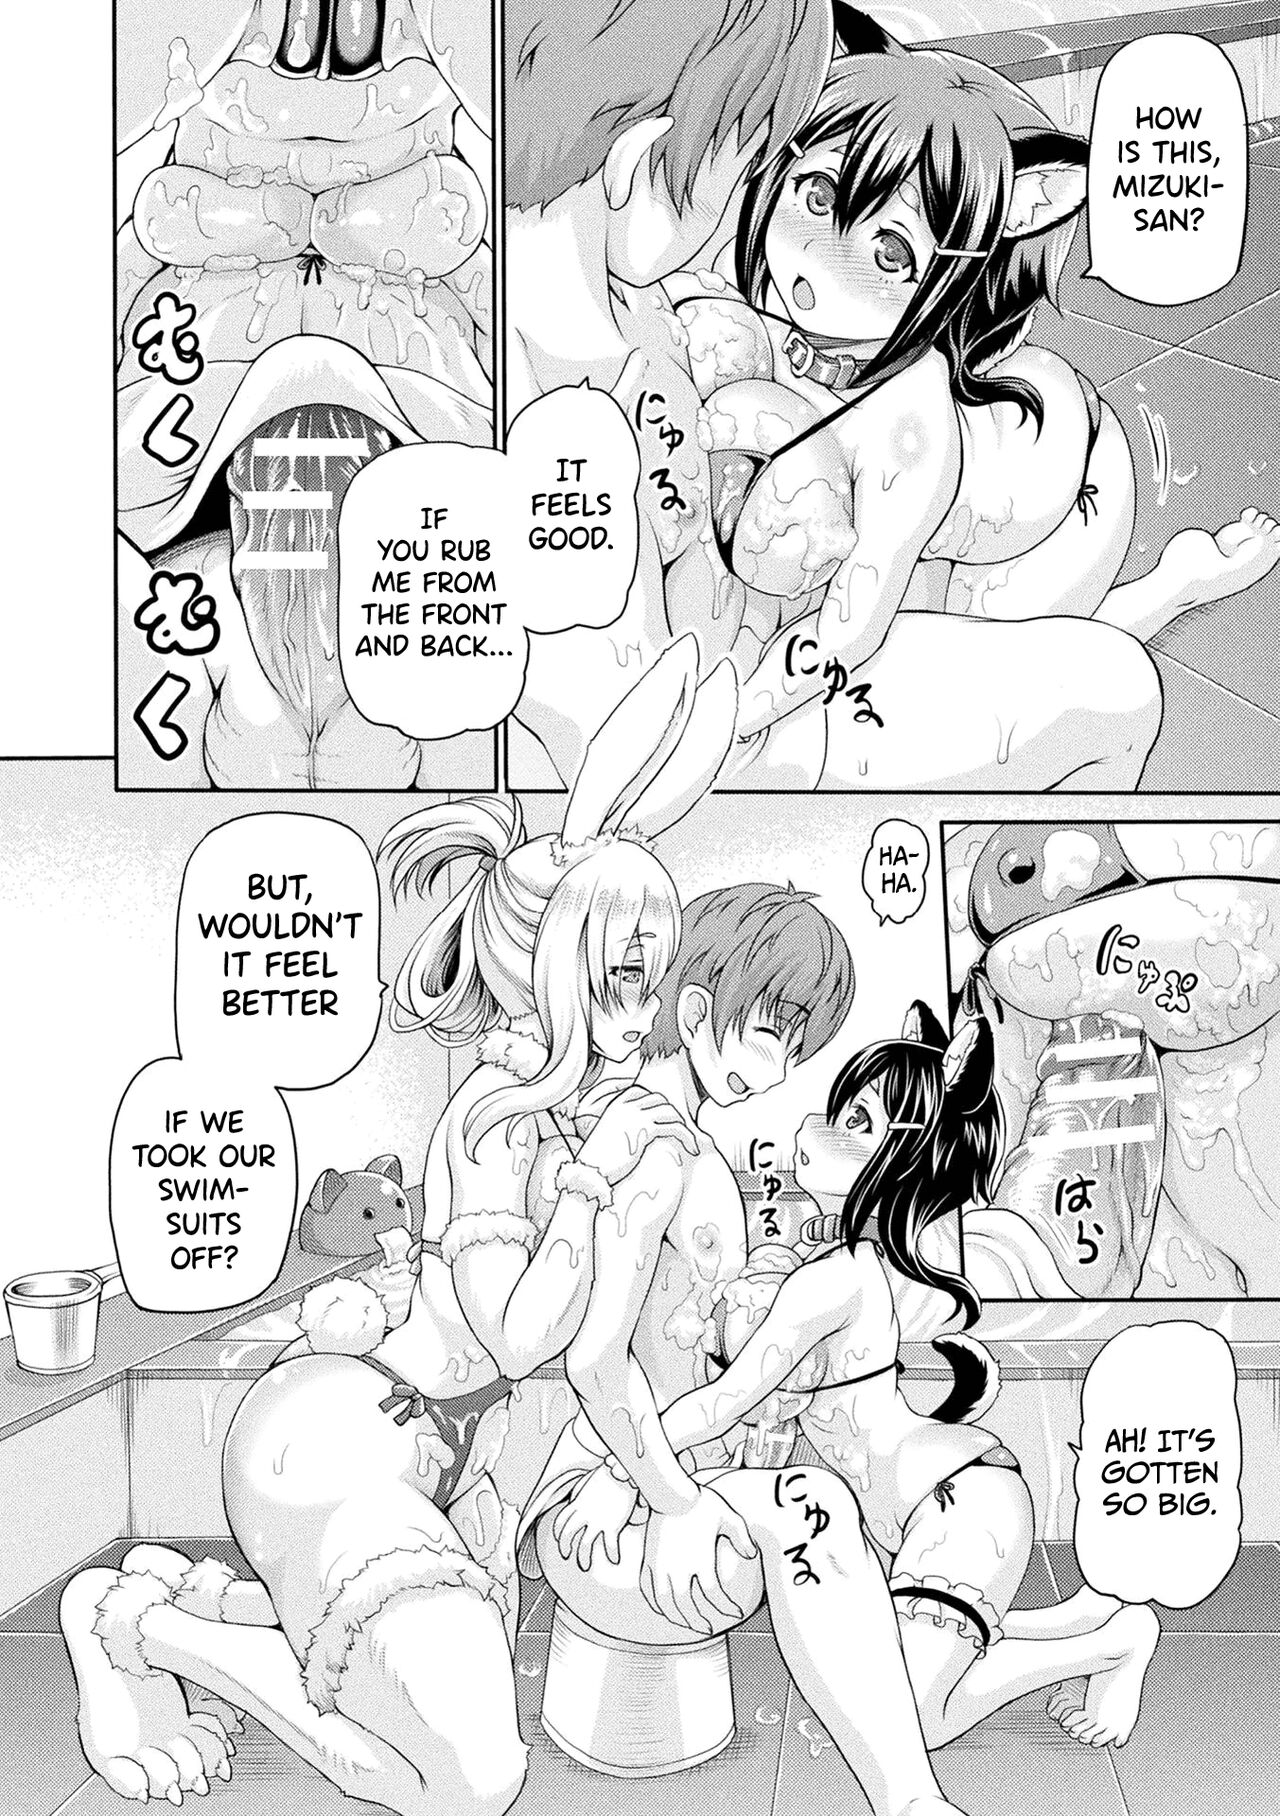 HOW
IS THIS,
MIZUKI-
SAN?
にゅる
にゅる
IT
FEELS
GOOD.
IF
YOU RUB
ME FROM
THE FRONT
AND BACK...
むく
むく
HA-
HA.
にゅぷ
はら
BUT,
WOULDN'T
IT FEEL
BETTER
IF WE
TOOK OUR
SWIM-
SUITS
OFF?
にゅる
にゅる
AH! IT'S
GOTTEN
SO BIG.